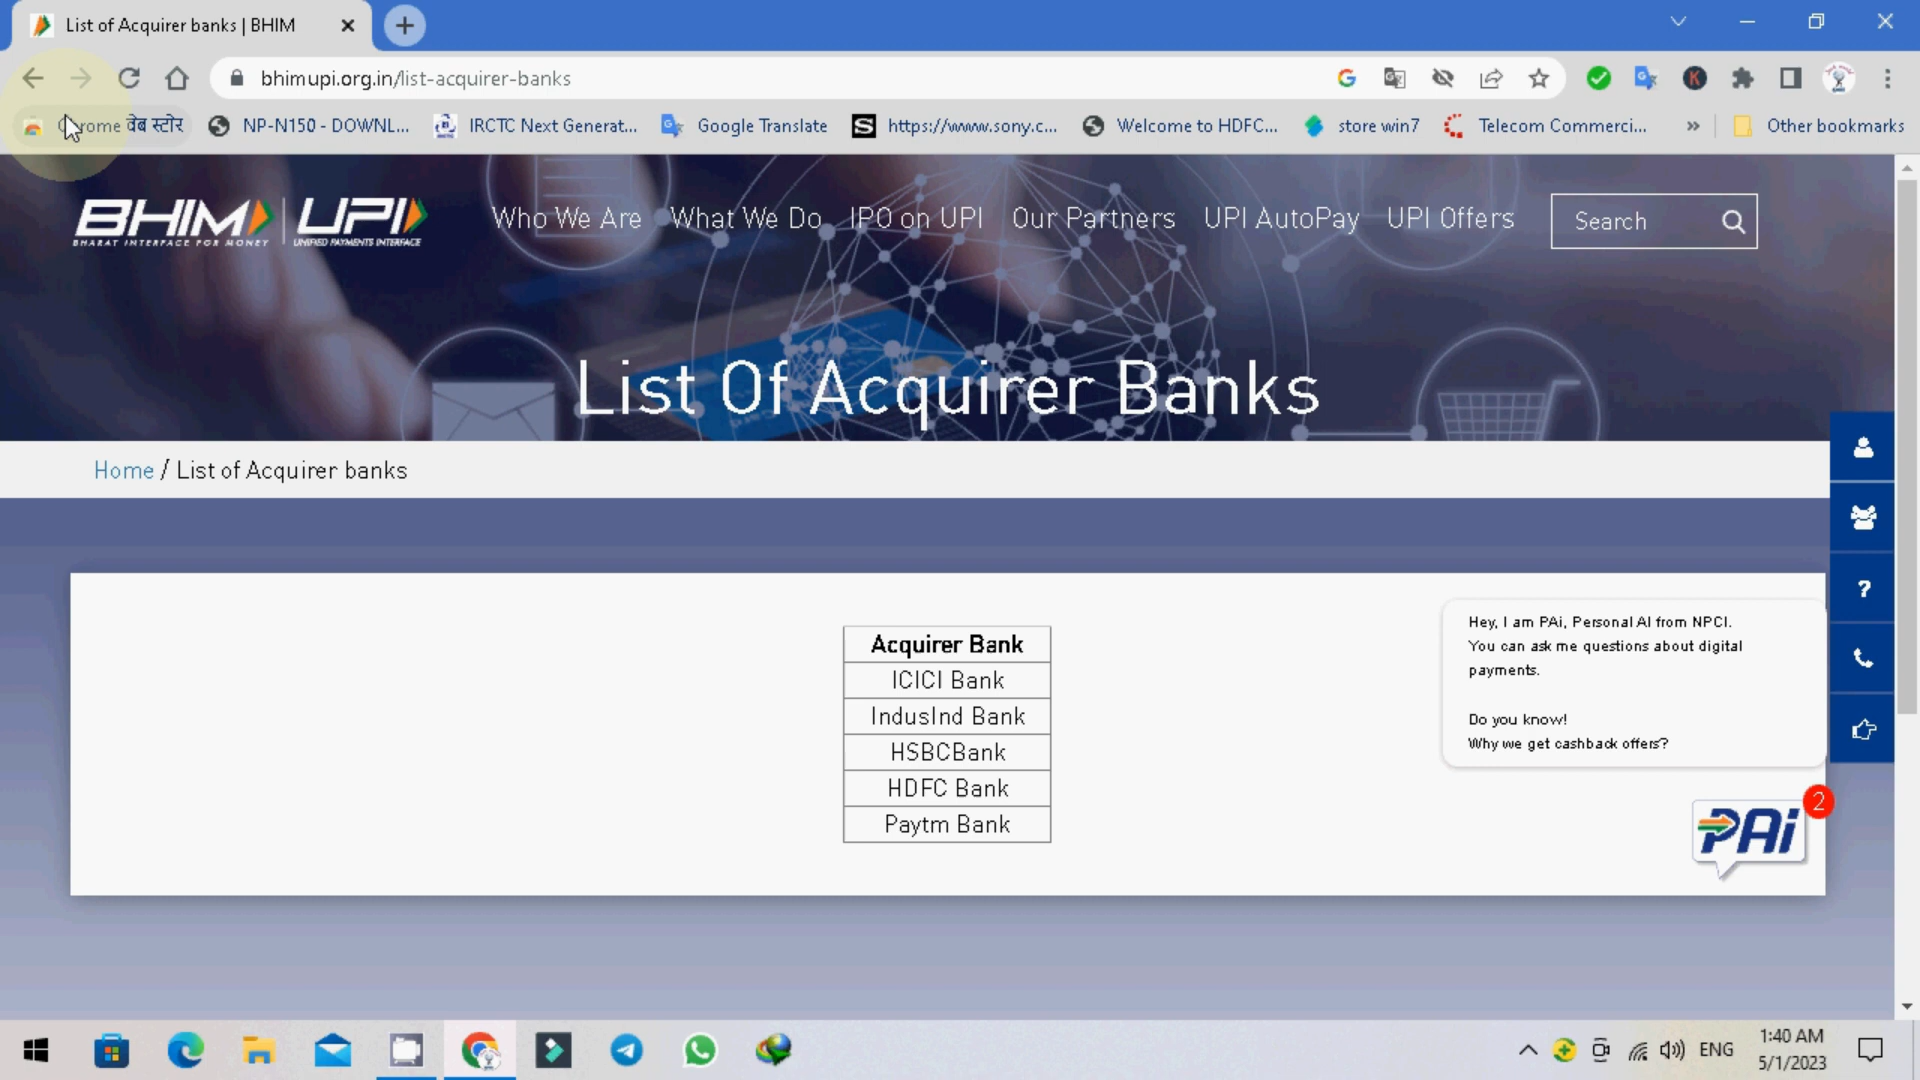 List of Acquirer banks | BHIM
bhimupi.org.in/list-acquirer-banks
वेब स्टोर
NP-N150 - DOWNL...
IRCTC Next Generat...
Google Translate
https://www.sony.c...
Welcome to HDFC...
store win7
Telecom Commerci...
Other bookmarks
BHIM
BHARAT INTERFACE FOR MONEY
UPI
UNIFIED PAYMENTS INTERFACE
Who We Are
What We Do
IPO on UPI
Our Partners
UPI AutoPay
UPI Offers
Search
List Of Acquirer Banks
Home / List of Acquirer banks
Acquirer Bank
ICICI Bank
IndusInd Bank
HSBCBank
HDFC Bank
Paytm Bank
Hey, I am PAi, Personal AI from NPCI.
You can ask me questions about digital
payments.
Do you know!
Why we get cashback offers?
PAi
2
ENG
1:40 AM
5/1/2023